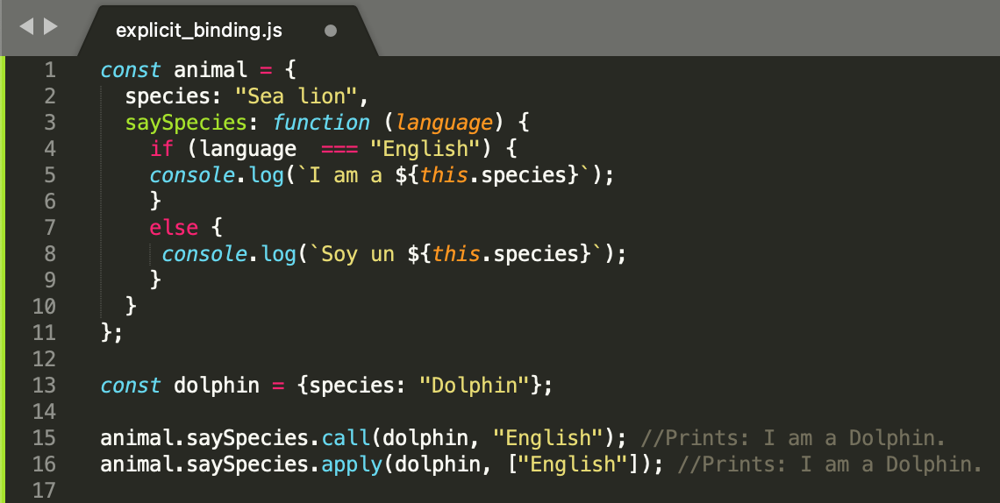 explicit_binding.js
1 const animal = {
2   species: "Sea lion",
3   saySpecies: function (language) {
4     if (language  === "English") {
5     console.log(`I am a ${this.species}`);
6     }
7     else {
8      console.log(`Soy un ${this.species}`);
9     }
10   }
11 };
12
13 const dolphin = {species: "Dolphin"};
14
15 animal.saySpecies.call(dolphin, "English"); //Prints: I am a Dolphin.
16 animal.saySpecies.apply(dolphin, ["English"]); //Prints: I am a Dolphin.
17